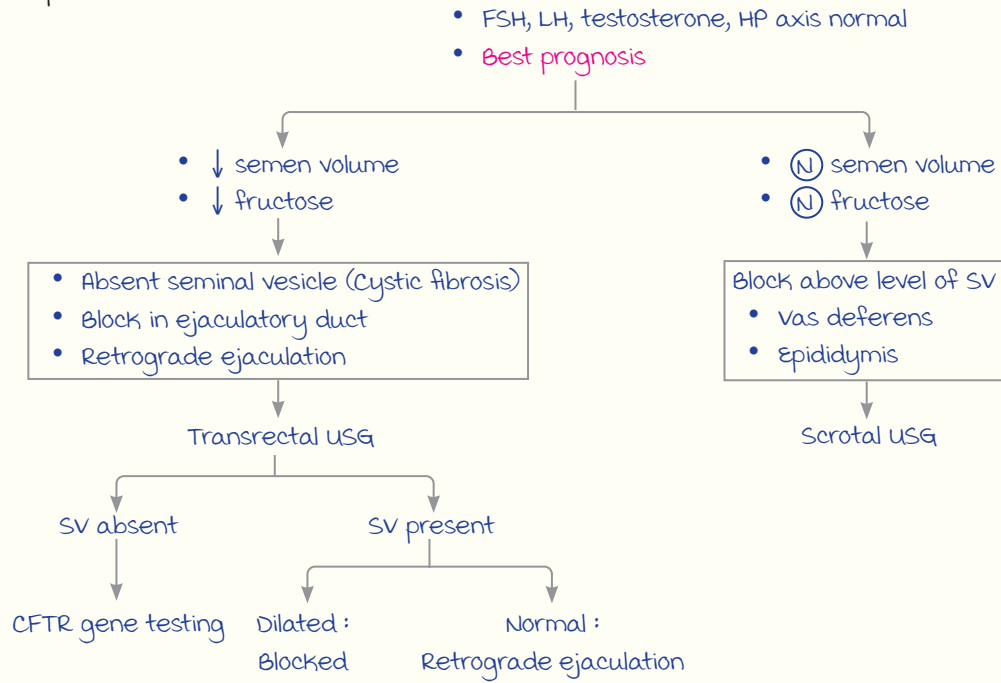 • FSH, LH, testosterone, HP axis normal
• Best prognosis
• ↓ semen volume
• ↓ fructose
• Ⓝ semen volume
• Ⓝ fructose
• Absent seminal vesicle (Cystic fibrosis)
• Block in ejaculatory duct
• Retrograde ejaculation
Block above level of SV
• Vas deferens
• Epididymis
Transrectal USG
Scrotal USG
SV absent
SV present
CFTR gene testing
Dilated :
Blocked
Normal :
Retrograde ejaculation